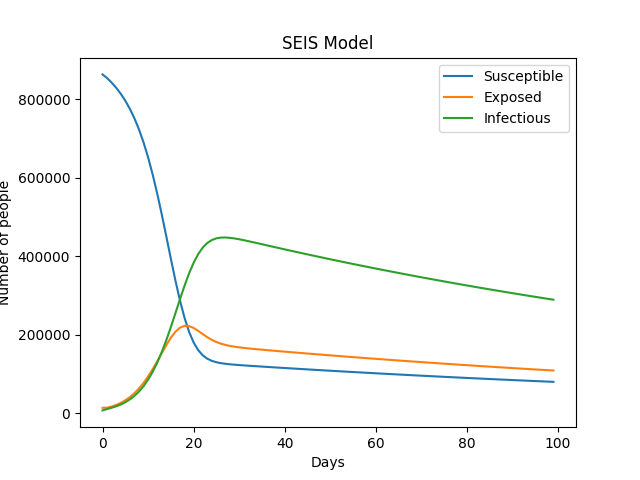 SEIS Model
Susceptible
Exposed
Infectious
Number of people
800000
600000
400000
200000
0
0 20 40 60 80 100
Days